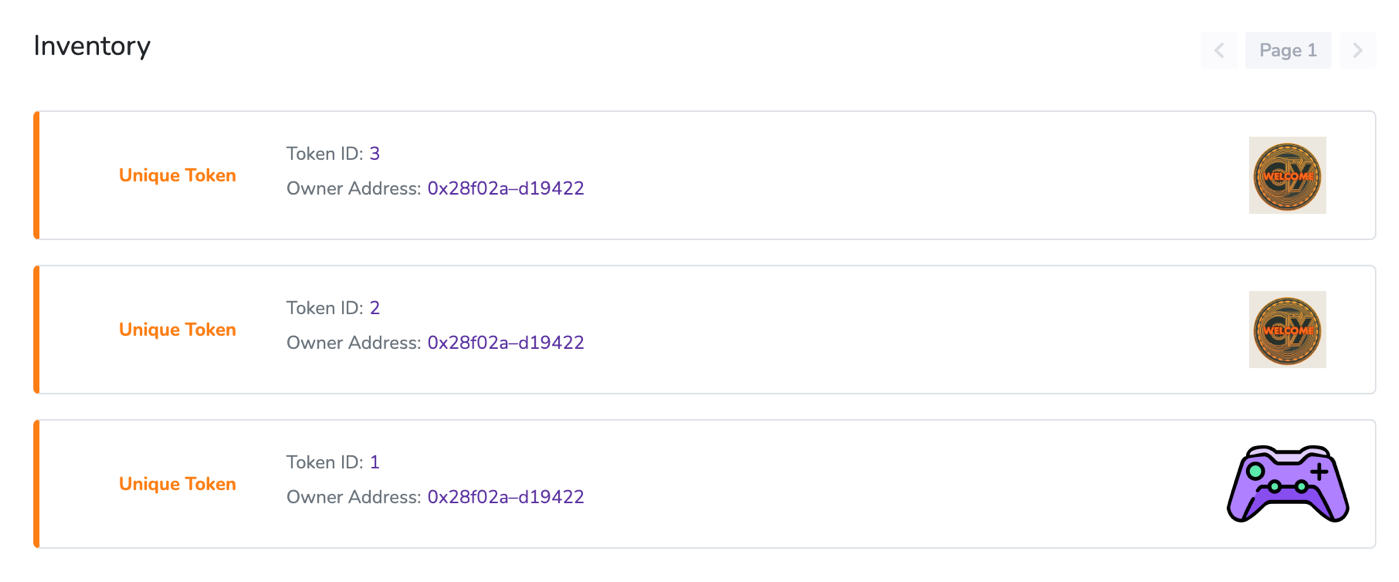 Inventory
Page 1
Unique Token
Token ID: 3
Owner Address: 0x28f02a–d19422
WELCOME
Unique Token
Token ID: 2
Owner Address: 0x28f02a–d19422
WELCOME
Unique Token
Token ID: 1
Owner Address: 0x28f02a–d19422